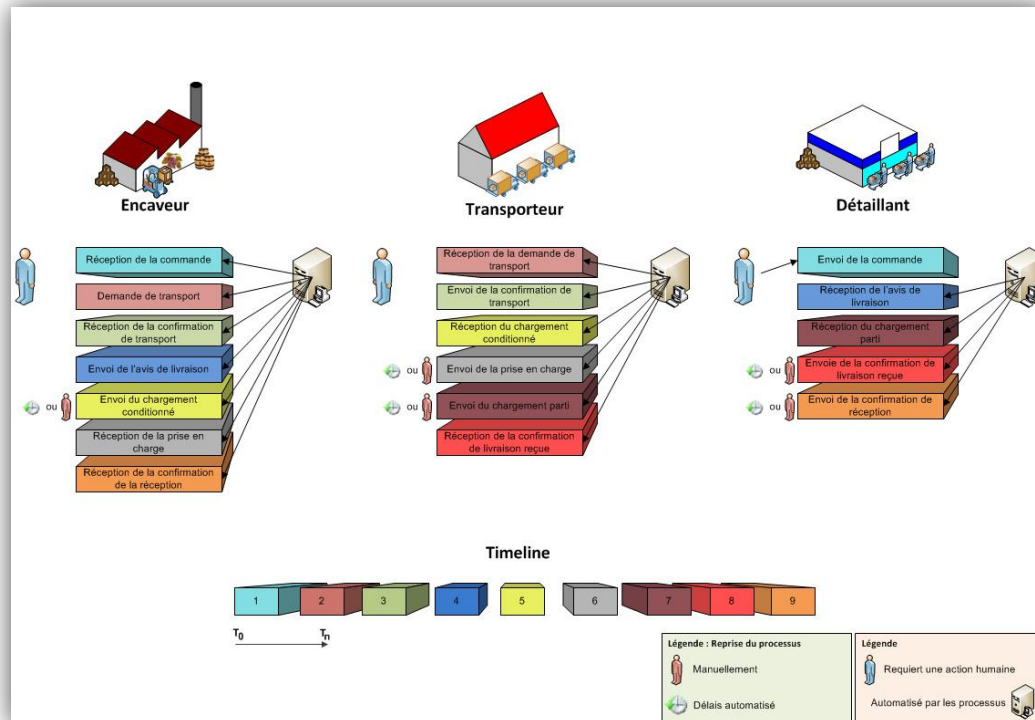 Encaveur
Transporteur
Détaillant
Réception de la commande
Demande de transport
Réception de la confirmation
de transport
Envoi de l'avis de livraison
ou
Envoi du chargement
conditionné
Réception de la prise en
charge
Réception de la confirmation
de la réception
Réception de la demande de
transport
Envoi de la confirmation de
transport
Réception du chargement
conditionné
ou
Envoi de la prise en charge
ou
Envoi du chargement parti
Réception de la confirmation
de livraison reçue
Envoi de la commande
Réception de l'avis de
livraison
Réception du chargement
parti
ou
Envoie de la confirmation de
livraison reçue
ou
Envoi de la confirmation de
réception
Timeline
1 2 3 4 5 6 7 8 9
T0 Tn
Légende : Reprise du processus
Manuellement
Délais automatisé
Légende
Requiert une action humaine
Automatisé par les processus